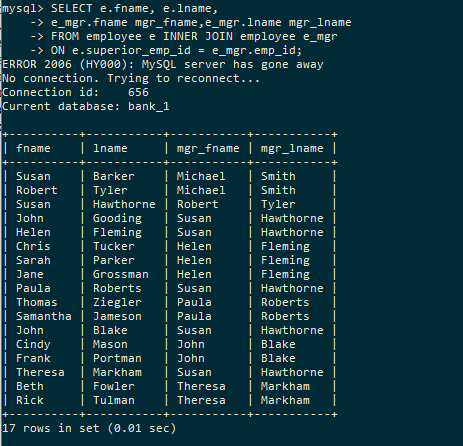 mysql> SELECT e.fname, e.lname,
    -> e_mgr.fname mgr_fname,e_mgr.lname mgr_lname
    -> FROM employee e INNER JOIN employee e_mgr
    -> ON e.superior_emp_id = e_mgr.emp_id;
ERROR 2006 (HY000): MySQL server has gone away
No connection. Trying to reconnect...
Connection id:    656
Current database: bank_1
+----------+-----------+-----------+-----------+
| fname    | lname     | mgr_fname | mgr_lname |
+----------+-----------+-----------+-----------+
| Susan    | Barker    | Michael   | Smith     |
| Robert   | Tyler     | Michael   | Smith     |
| Susan    | Hawthorne | Robert    | Tyler     |
| John     | Gooding   | Susan     | Hawthorne |
| Helen    | Fleming   | Susan     | Hawthorne |
| Chris    | Tucker    | Helen     | Fleming   |
| Sarah    | Parker    | Helen     | Fleming   |
| Jane     | Grossman  | Helen     | Fleming   |
| Paula    | Roberts   | Susan     | Hawthorne |
| Thomas   | Ziegler   | Paula     | Roberts   |
| Samantha | Jameson   | Paula     | Roberts   |
| John     | Blake     | Susan     | Hawthorne |
| Cindy    | Mason     | John      | Blake     |
| Frank    | Portman   | John      | Blake     |
| Theresa  | Markham   | Susan     | Hawthorne |
| Beth     | Fowler    | Theresa   | Markham   |
| Rick     | Tulman    | Theresa   | Markham   |
+----------+-----------+-----------+-----------+
17 rows in set (0.01 sec)